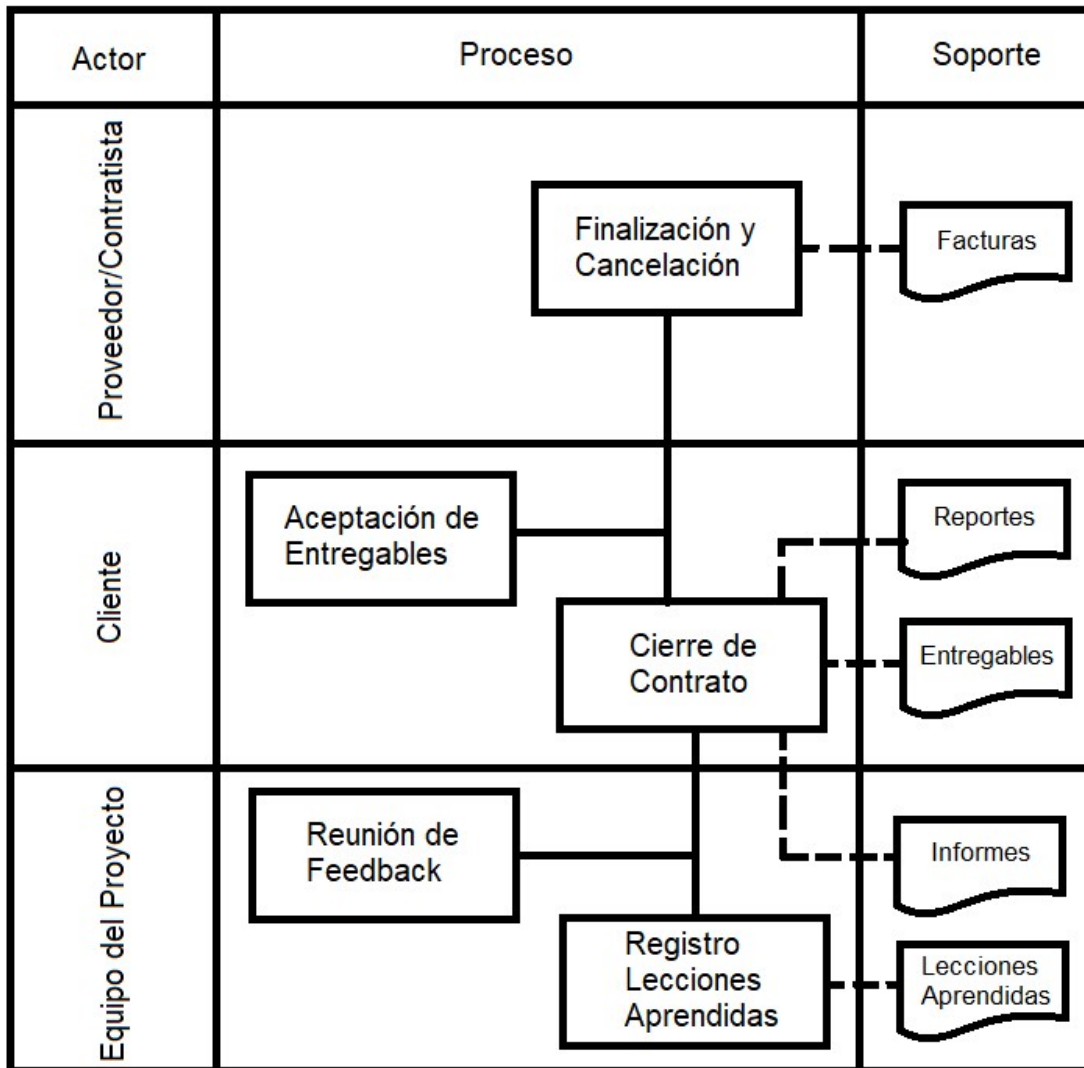 Actor
Proceso
Soporte
Proveedor/Contratista
Finalización y
Cancelación
Facturas
Cliente
Aceptación de
Entregables
Cierre de
Contrato
Reportes
Entregables
Equipo del Proyecto
Reunión de
Feedback
Registro
Lecciones
Aprendidas
Informes
Lecciones
Aprendidas